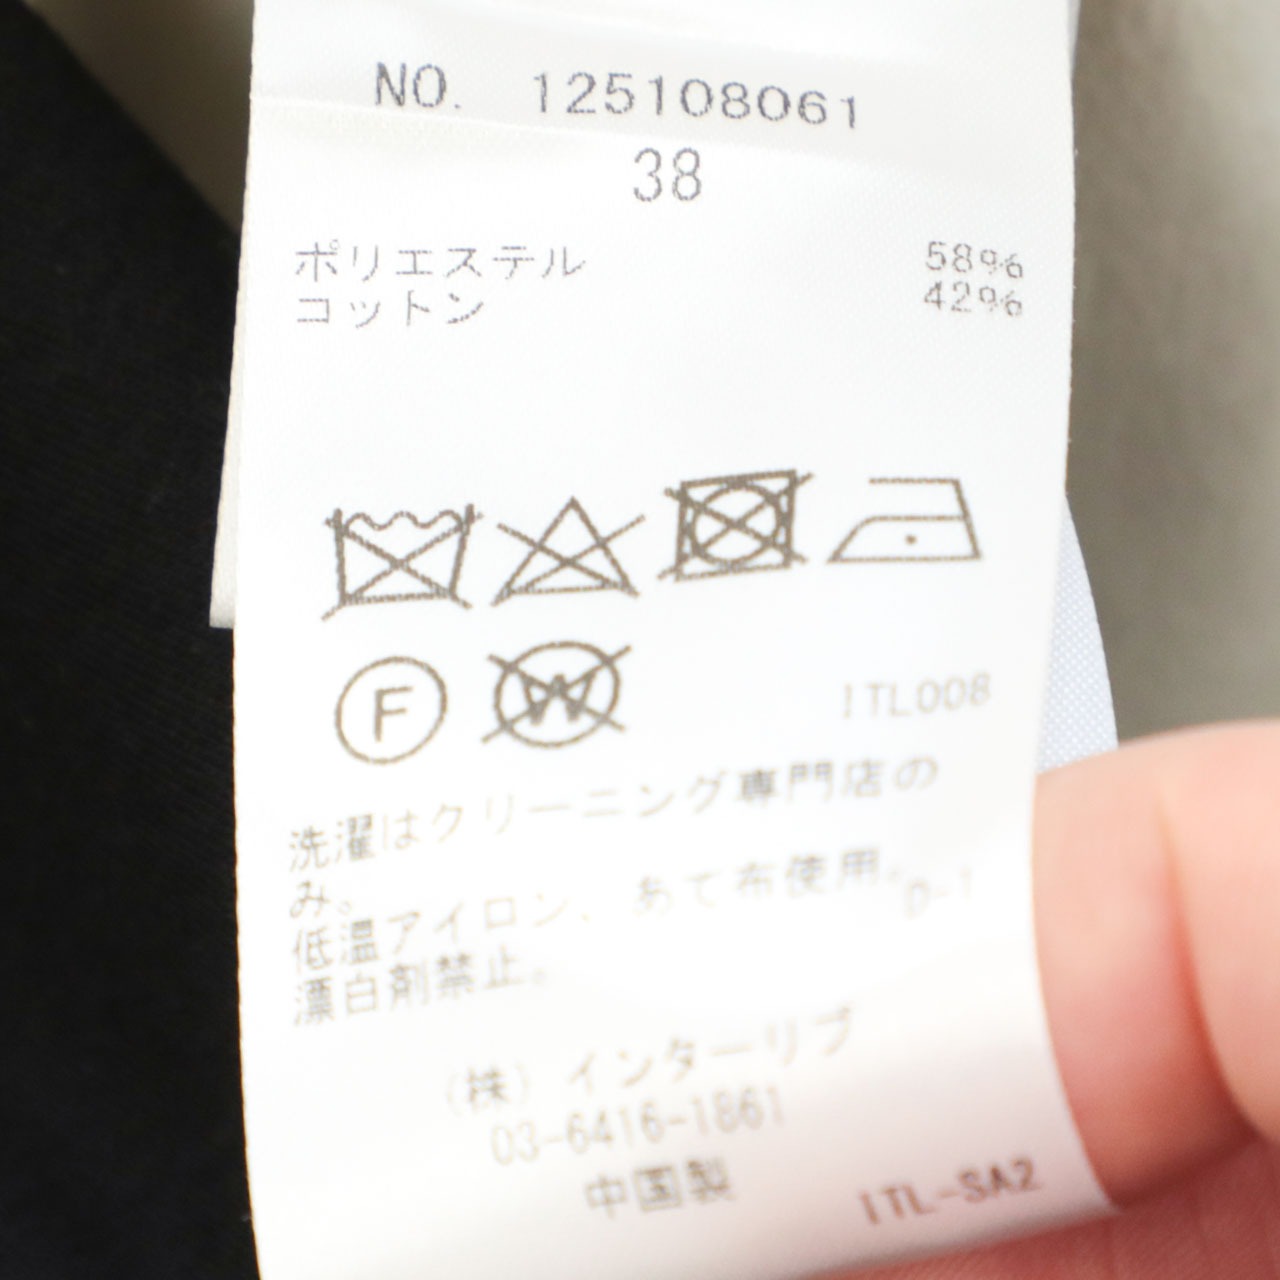 NO. 125108061
38
ポリエステル 58%
コットン 42%
F
W
ITL008
洗濯はクリーニング専門店の
み。
低温アイロン、あて布使用。
D-1
漂白剤禁止。
(株) インターリブ
03-6416-1861
中国製
ITL-SA2